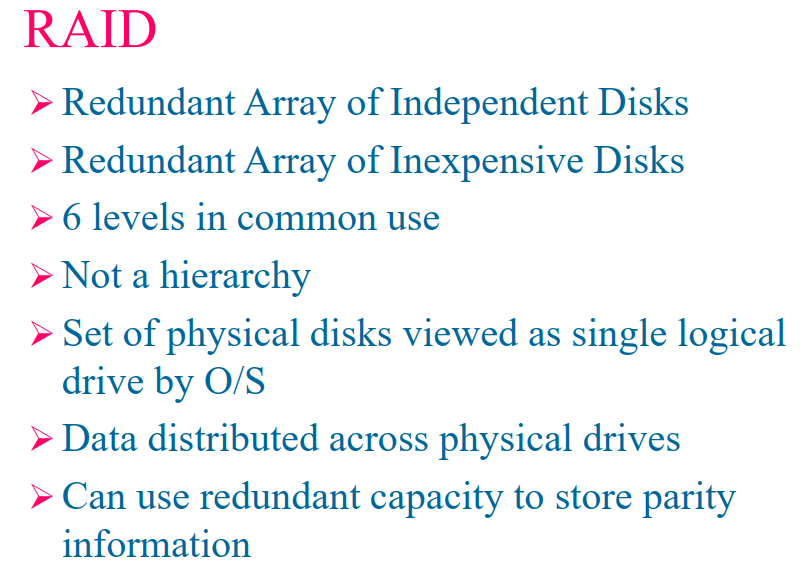 RAID
➢ Redundant Array of Independent Disks
➢ Redundant Array of Inexpensive Disks
➢ 6 levels in common use
➢ Not a hierarchy
➢ Set of physical disks viewed as single logical
drive by O/S
➢ Data distributed across physical drives
➢ Can use redundant capacity to store parity
information